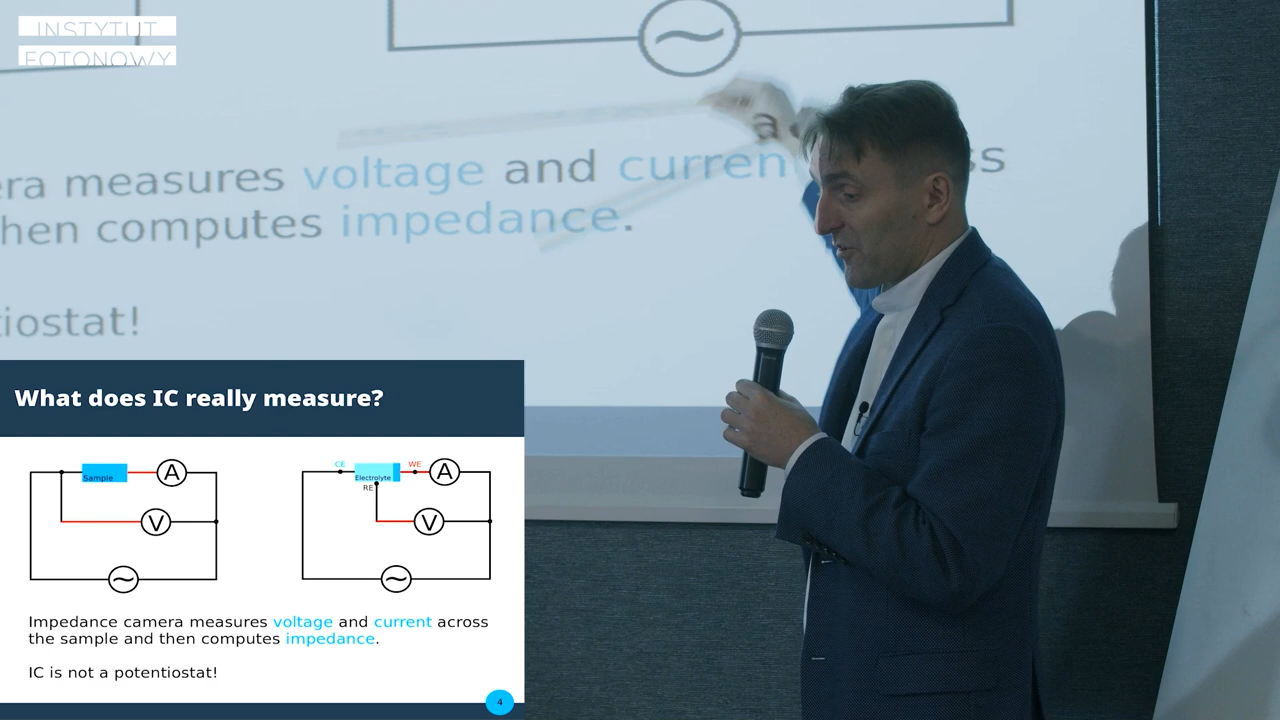 INSTYTUT
FOTONOWY
era measures voltage and curren ss
hen computes impedance.
tiostat!
What does IC really measure?
Sample
A
V
CE
Electrolyte
WE
A
RE
V
Impedance camera measures voltage and current across
the sample and then computes impedance.
IC is not a potentiostat!
4